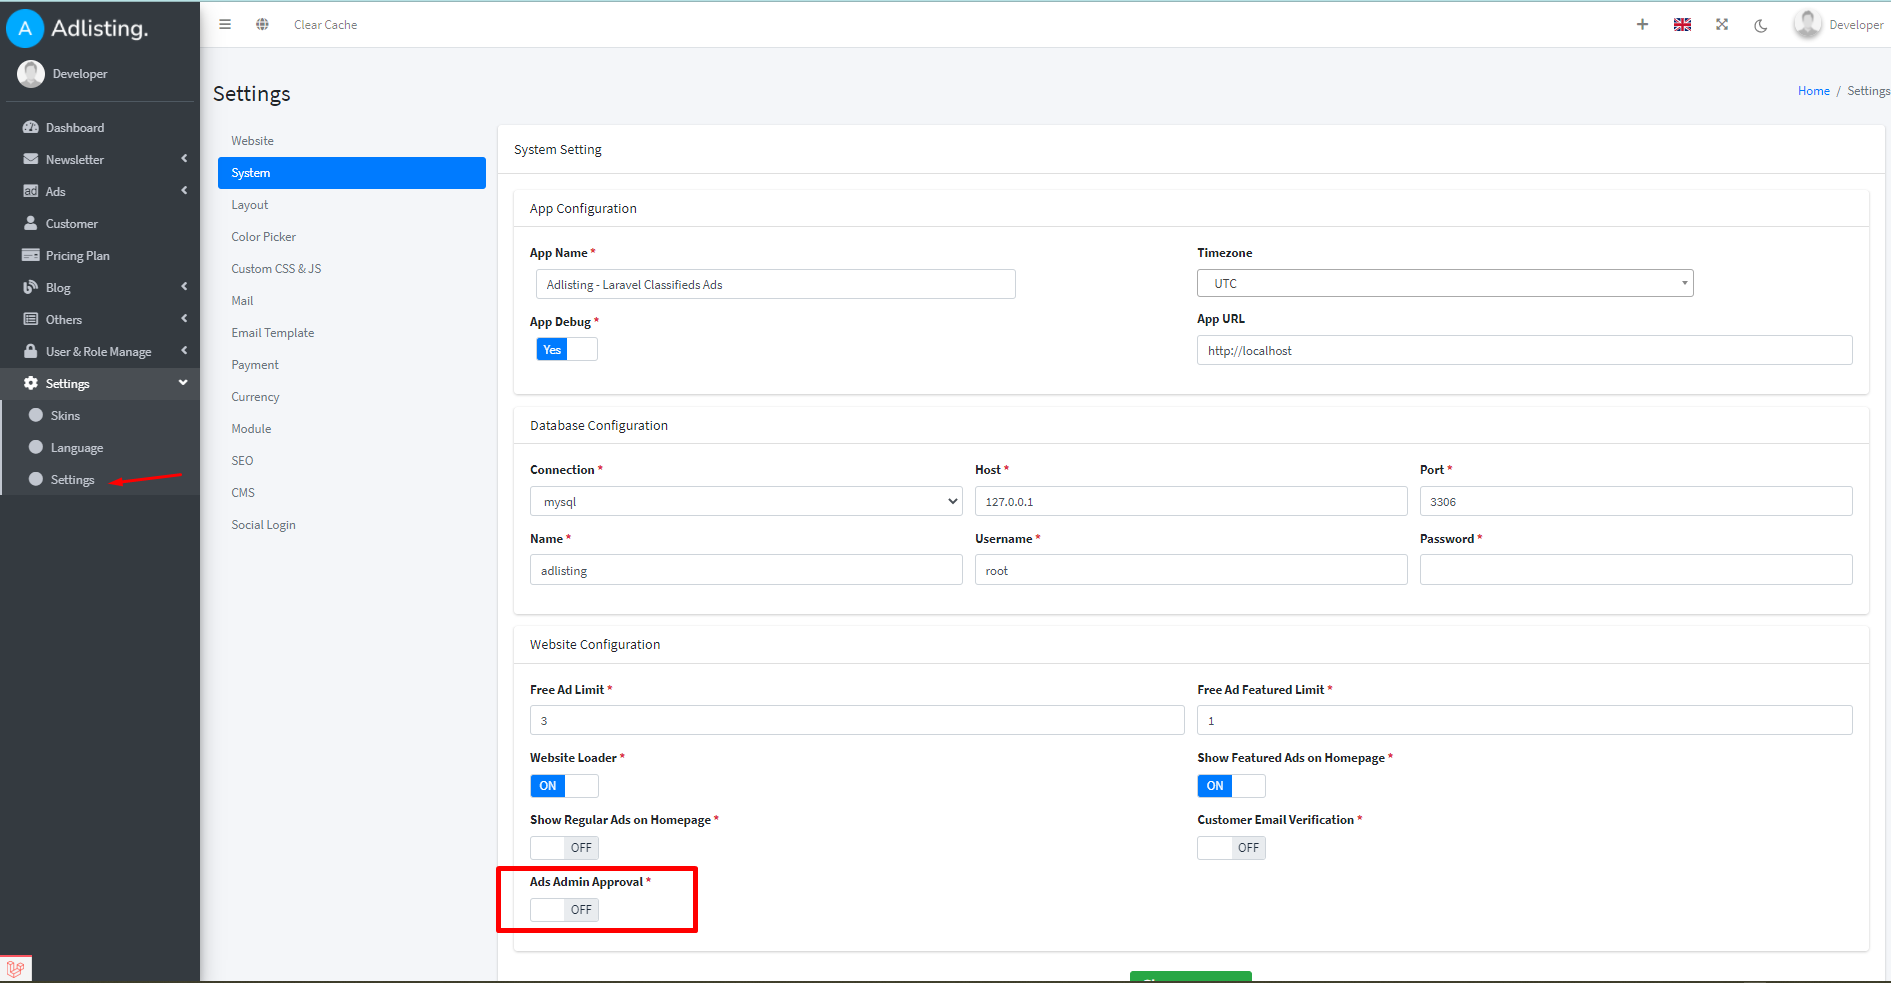 A Adlisting.
Clear Cache
Developer
Developer
Dashboard
Newsletter
Ads
Customer
Pricing Plan
Blog
Others
User & Role Manage
Settings
Skins
Language
Settings
Settings
Home / Settings
Website
System
Layout
Color Picker
Custom CSS & JS
Mail
Email Template
Payment
Currency
Module
SEO
CMS
Social Login
System Setting
App Configuration
App Name *
Adlisting - Laravel Classifieds Ads
Timezone
UTC
App Debug *
Yes
App URL
http://localhost
Database Configuration
Connection *
mysql
Host *
127.0.0.1
Port *
3306
Name *
adlisting
Username *
root
Password *
Website Configuration
Free Ad Limit *
3
Free Ad Featured Limit *
1
Website Loader *
ON
Show Featured Ads on Homepage *
ON
Show Regular Ads on Homepage *
OFF
Customer Email Verification *
OFF
Ads Admin Approval *
OFF